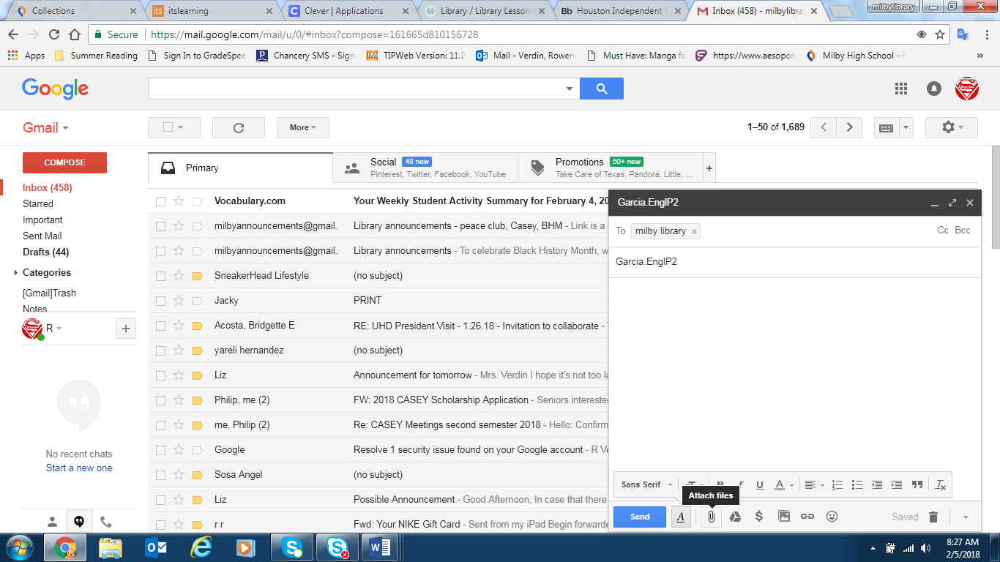 Collections
itslearning
Clever | Applications
Library / Library Lesson
Bb Houston Independent S
Inbox (458) - milbylibra
milbylibrary
Secure https://mail.google.com/mail/u/0/#inbox?compose=161665d810156728
Apps
Summer Reading
Sign In to GradeSpee
Chancery SMS - Sign
TIPWeb Version: 11.2
Mail - Verdin, Rowen
Must Have: Manga fo
https://www.aesopon
Milby High School -
»
Google
Gmail
More
1–50 of 1,689
COMPOSE
Inbox (458)
Starred
Important
Sent Mail
Drafts (44)
Categories
[Gmail]Trash
Notes
R
No recent chats
Start a new one
Primary
Social 48 new
Pinterest, Twitter, Facebook, YouTube
Promotions 50+ new
Take Care of Texas, Pandora, Little, ...
+
Vocabulary.com Your Weekly Student Activity Summary for February 4, 20
milbyannouncements@gmail. Library announcements - peace club, Casey, BHM - Link is a
milbyannouncements@gmail. Library announcements - To celebrate Black History Month, w
SneakerHead Lifestyle (no subject)
Jacky PRINT
Acosta, Bridgette E RE: UHD President Visit - 1.26.18 - Invitation to collaborate -
yareli hernandez (no subject)
Liz Announcement for tomorrow - Mrs. Verdin I hope it's not too la
Philip, me (2) FW: 2018 CASEY Scholarship Application - Seniors interested
me, Philip (2) Re: CASEY Meetings second semester 2018 - Hello: Confirm
Google Resolve 1 security issue found on your Google account - R Ve
Sosa Angel (no subject)
Liz Possible Announcement - Good Afternoon, In case that there
r r Fwd: Your NIKE Gift Card - Sent from my iPad Begin forwarde
Garcia.EnglP2
To milby library × Cc Bcc
Garcia.EnglP2
Sans Serif
Attach files
Send
Saved
8:27 AM
2/5/2018